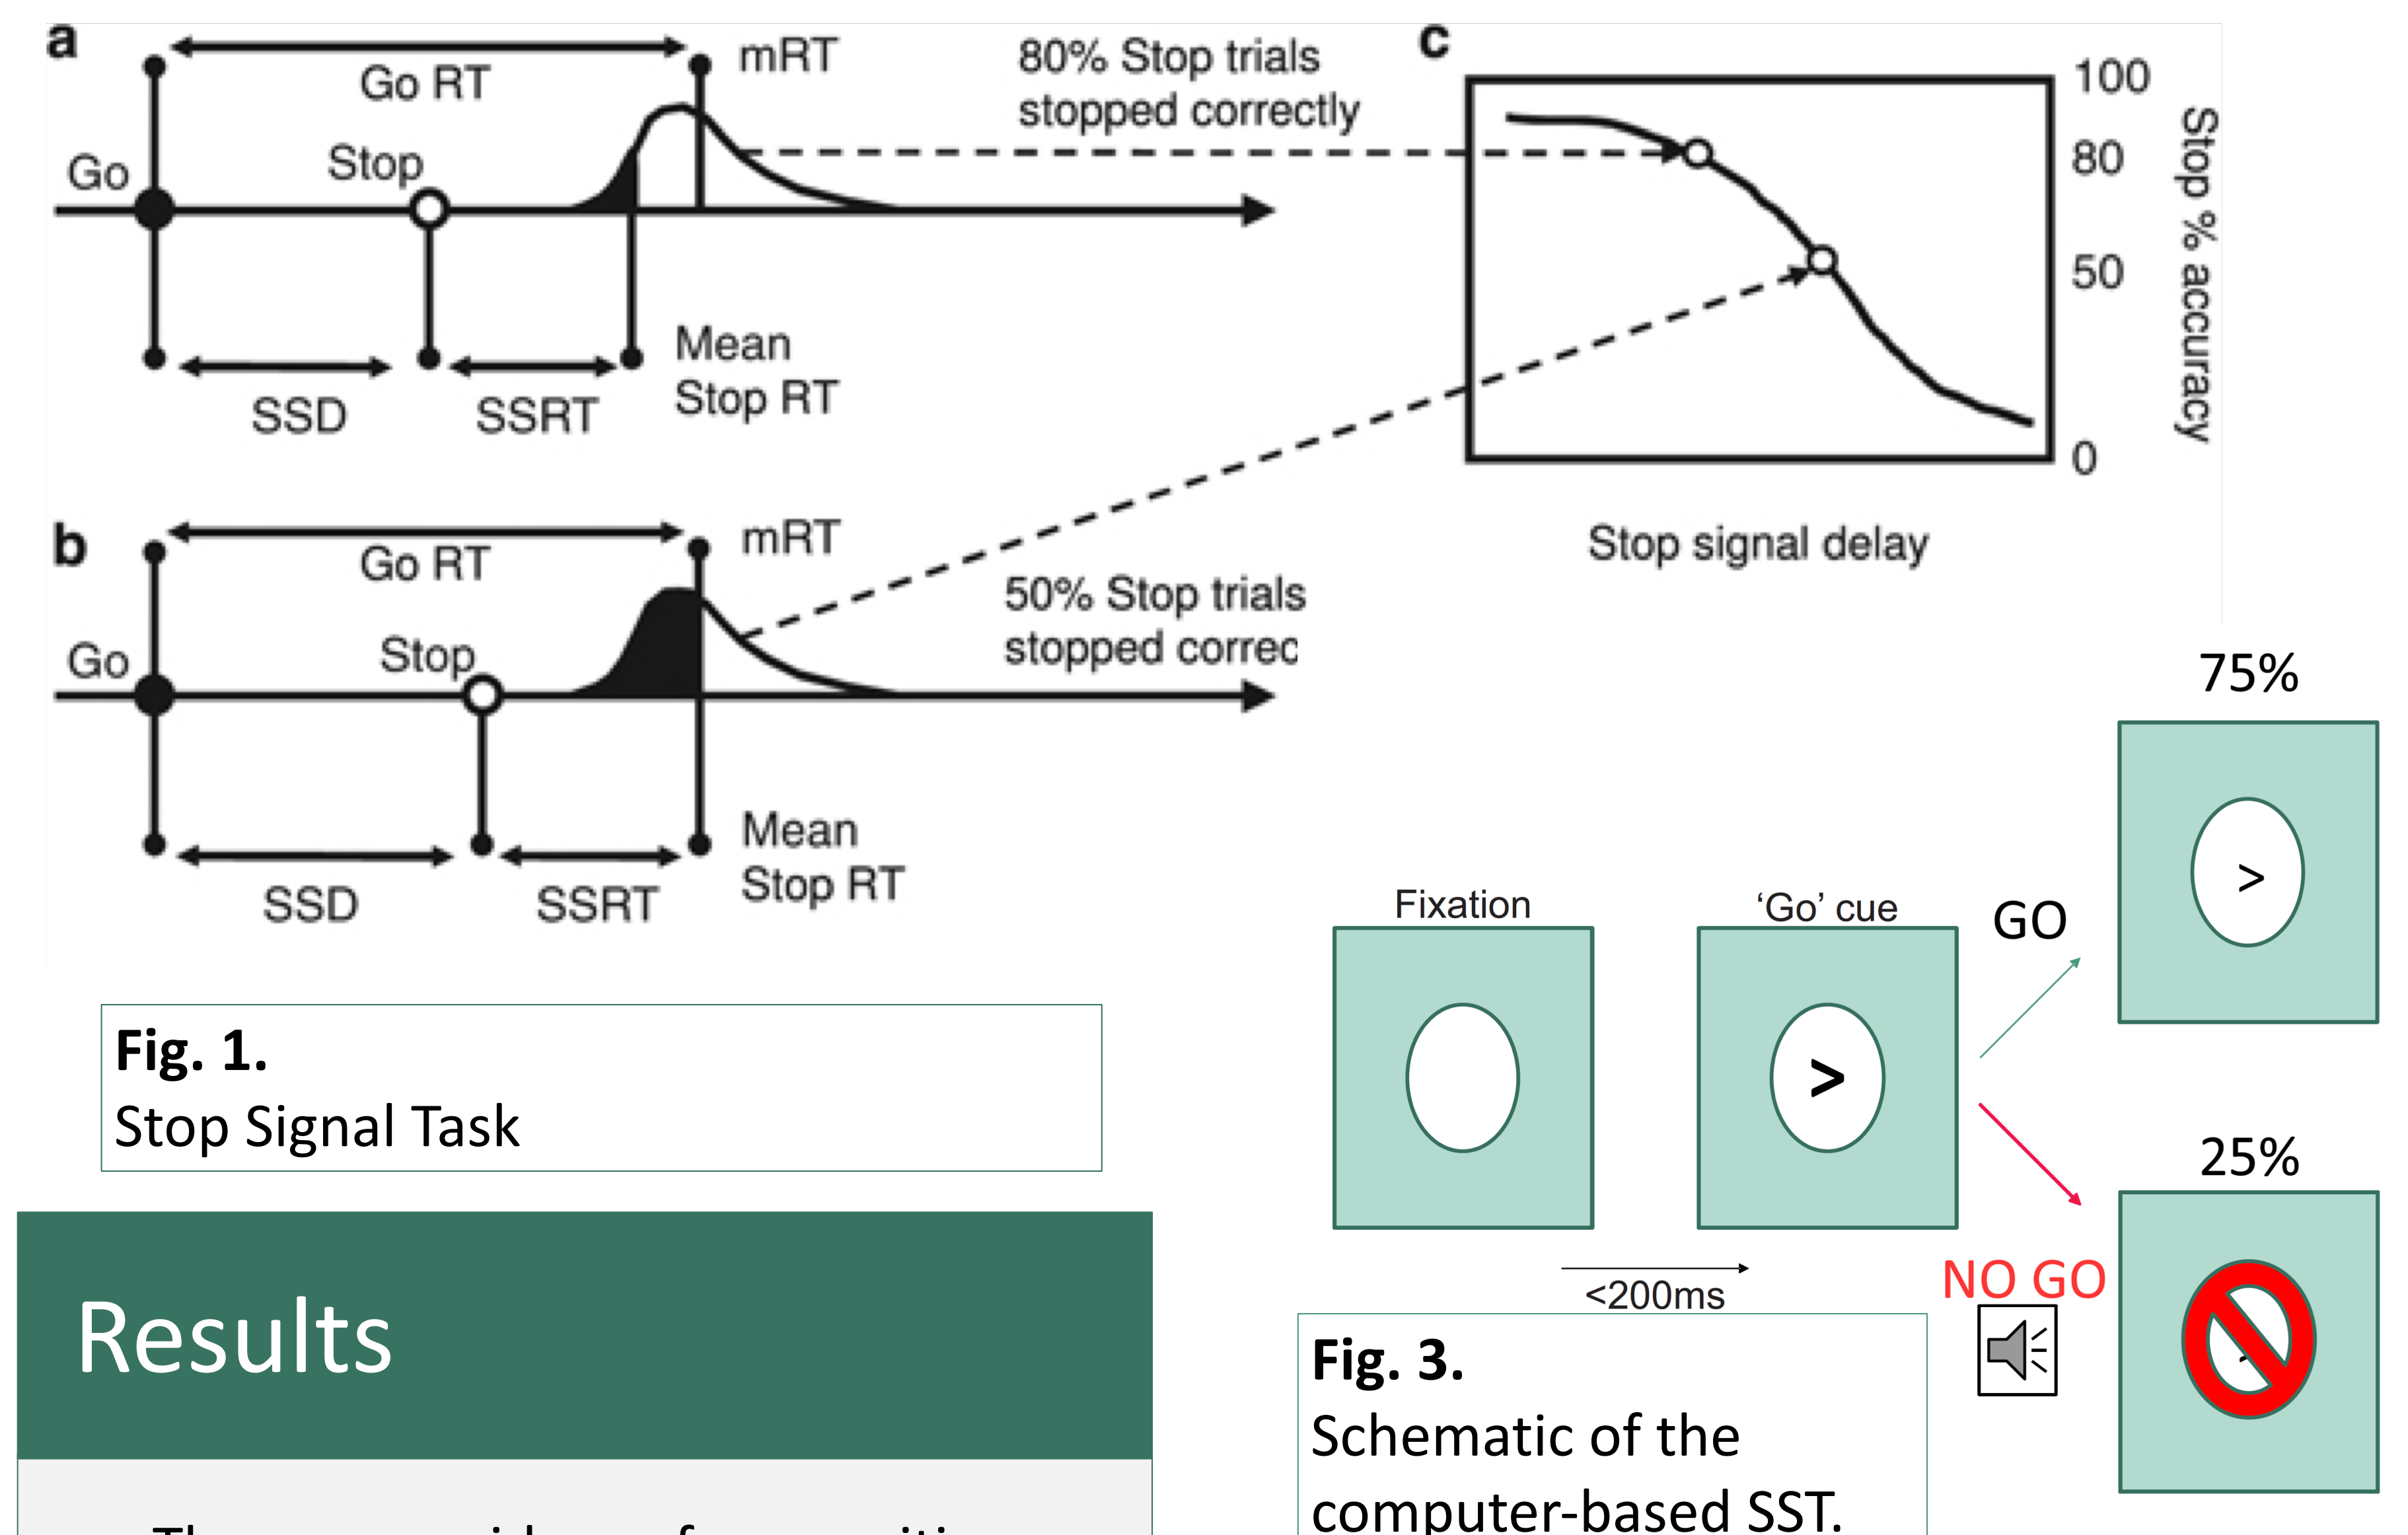 a
Go RT
mRT
80% Stop trials
stopped correctly
Go
Stop
SSD
SSRT
Mean
Stop RT
b
Go RT
mRT
50% Stop trials
stopped correc
Go
Stop
SSD
SSRT
Mean
Stop RT
c
100
80
50
0
Stop % accuracy
Stop signal delay
Fig. 1.
Stop Signal Task
Results
Fixation
'Go' cue
>
<200ms
GO
75%
>
NO GO
25%
Fig. 3.
Schematic of the
computer-based SST.